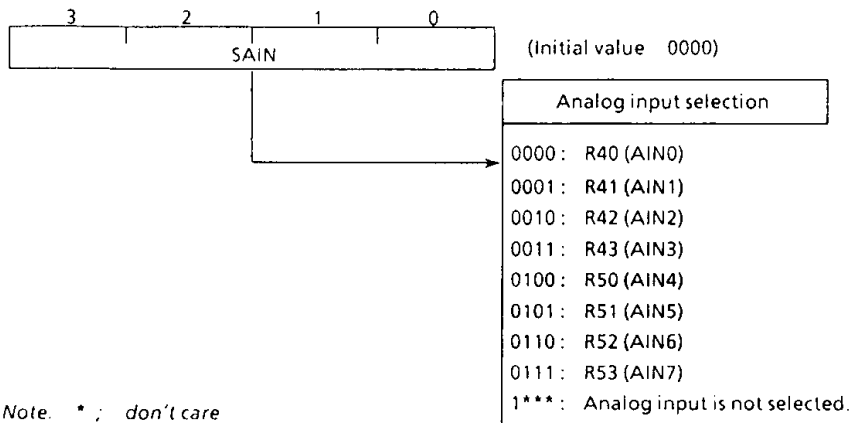 3 2 1 0
SAIN
(Initial value 0000)
Analog input selection
0000 : R40 (AIN0)
0001 : R41 (AIN1)
0010 : R42 (AIN2)
0011 : R43 (AIN3)
0100 : R50 (AIN4)
0101 : R51 (AIN5)
0110 : R52 (AIN6)
0111 : R53 (AIN7)
1*** : Analog input is not selected.
Note. * ; don't care